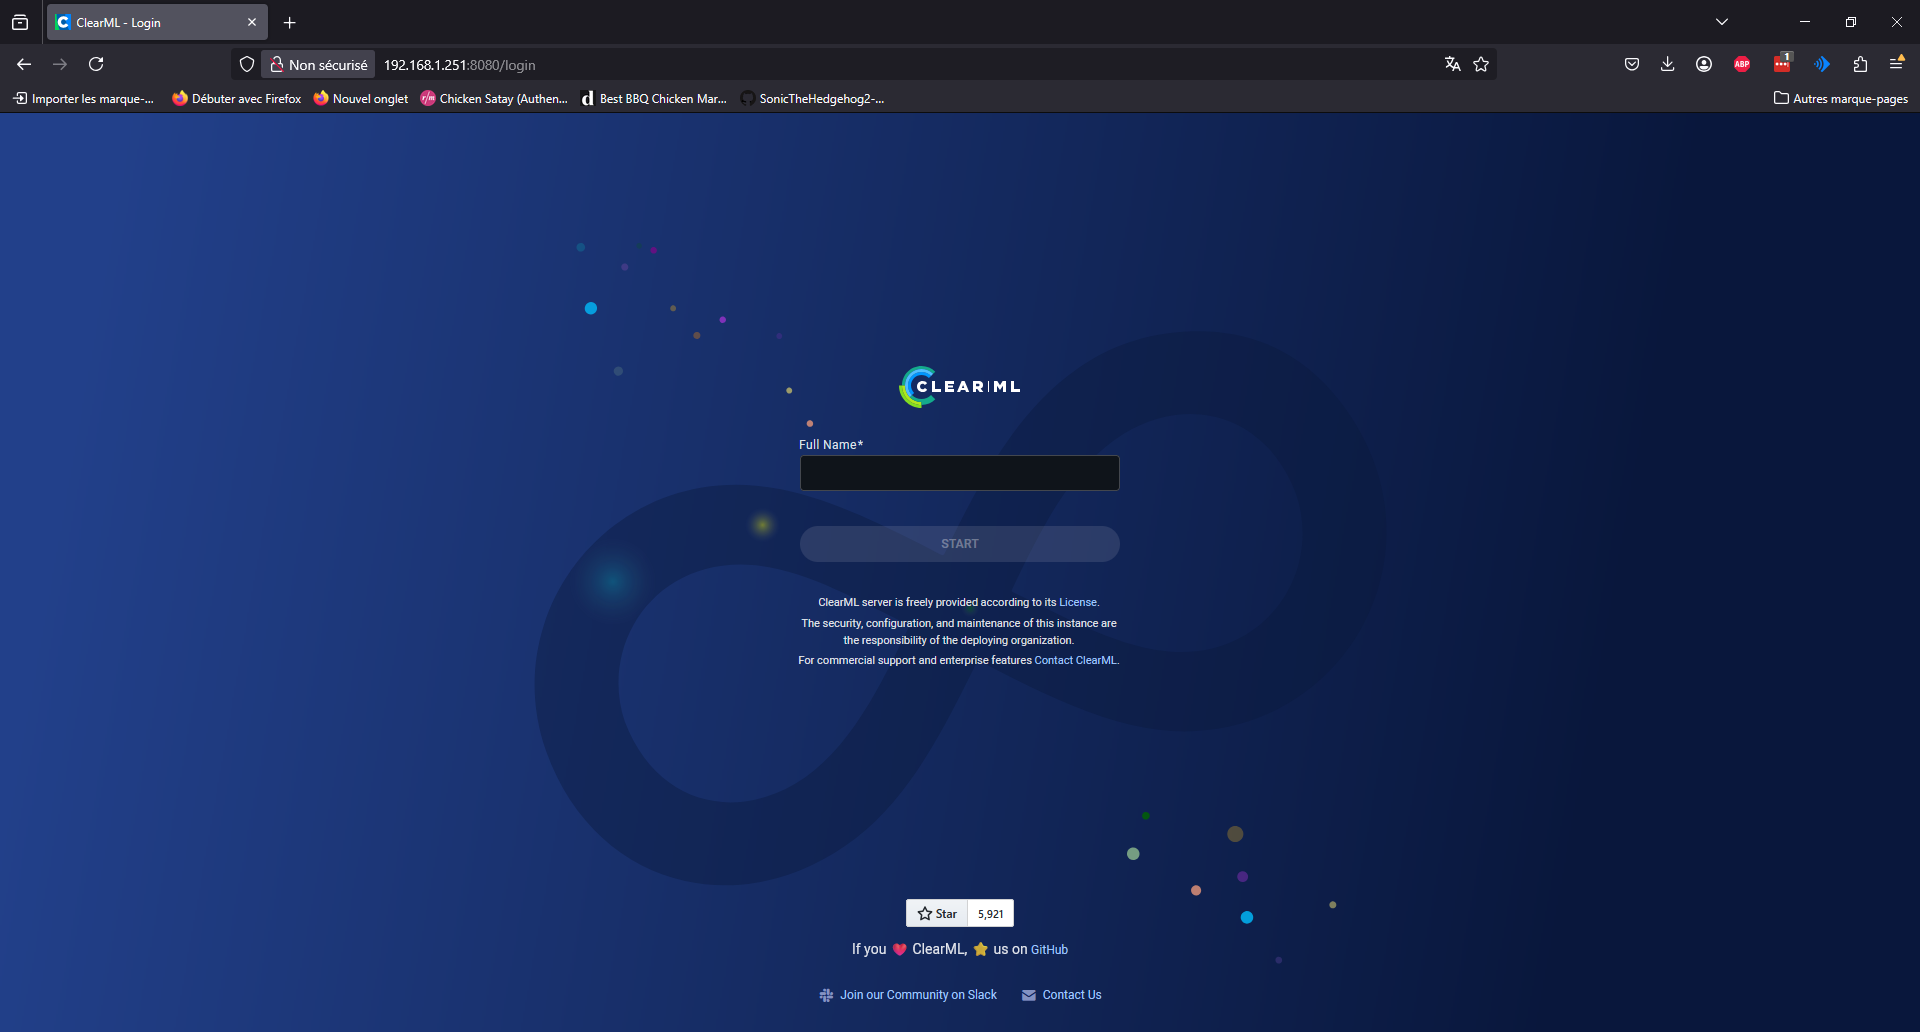 ClearML - Login
Non sécurisé 192.168.1.251:8080/login
ABP
1
Importer les marque-... Débuter avec Firefox Nouvel onglet r/m Chicken Satay (Authen... d Best BBQ Chicken Mar... SonicTheHedgehog2-... Autres marque-pages
CLEAR|ML
Full Name*
START
ClearML server is freely provided according to its License.
The security, configuration, and maintenance of this instance are
the responsibility of the deploying organization.
For commercial support and enterprise features Contact ClearML.
Star 5,921
If you ❤ ClearML, ⭐ us on GitHub
Join our Community on Slack Contact Us